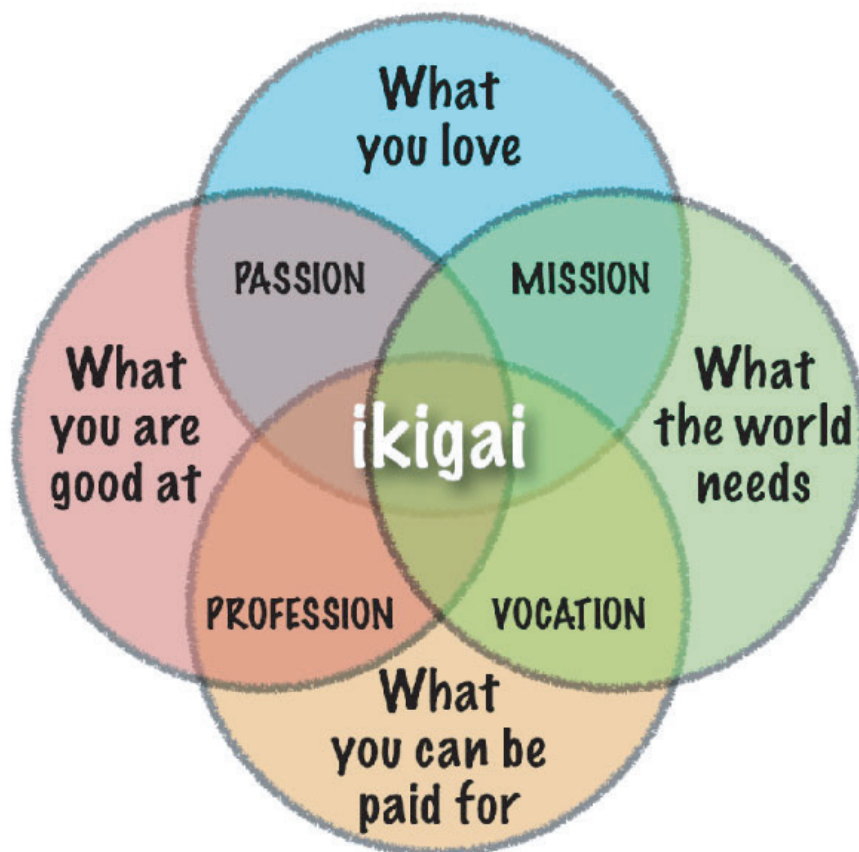 What
you love
PASSION
MISSION
What
you are
good at
ikigai
What
the world
needs
PROFESSION
VOCATION
What
you can be
paid for